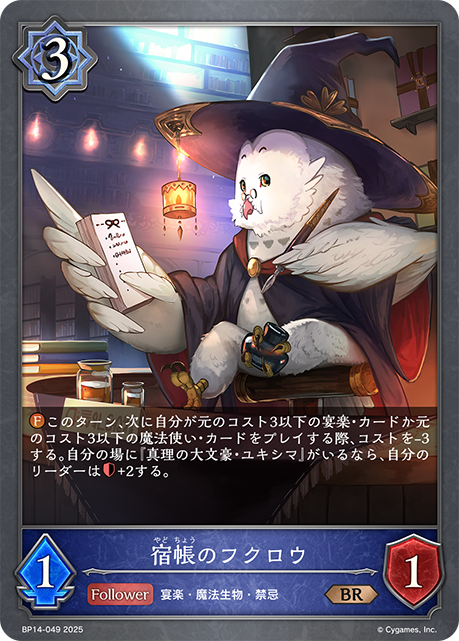 3
Fこのターン、次に自分が元のコスト3以下の宴楽・カードか元
のコスト3以下の魔法使い・カードをプレイする際、コストを-3
する。自分の場に『真理の大文豪・ユキシマ』がいるなら、自分の
リーダーは+2する。
やどちょう
宿帳のフクロウ
1
Follower 宴楽・魔法生物・禁忌
BR
1
BP14-049 2025
© Cygames, Inc.